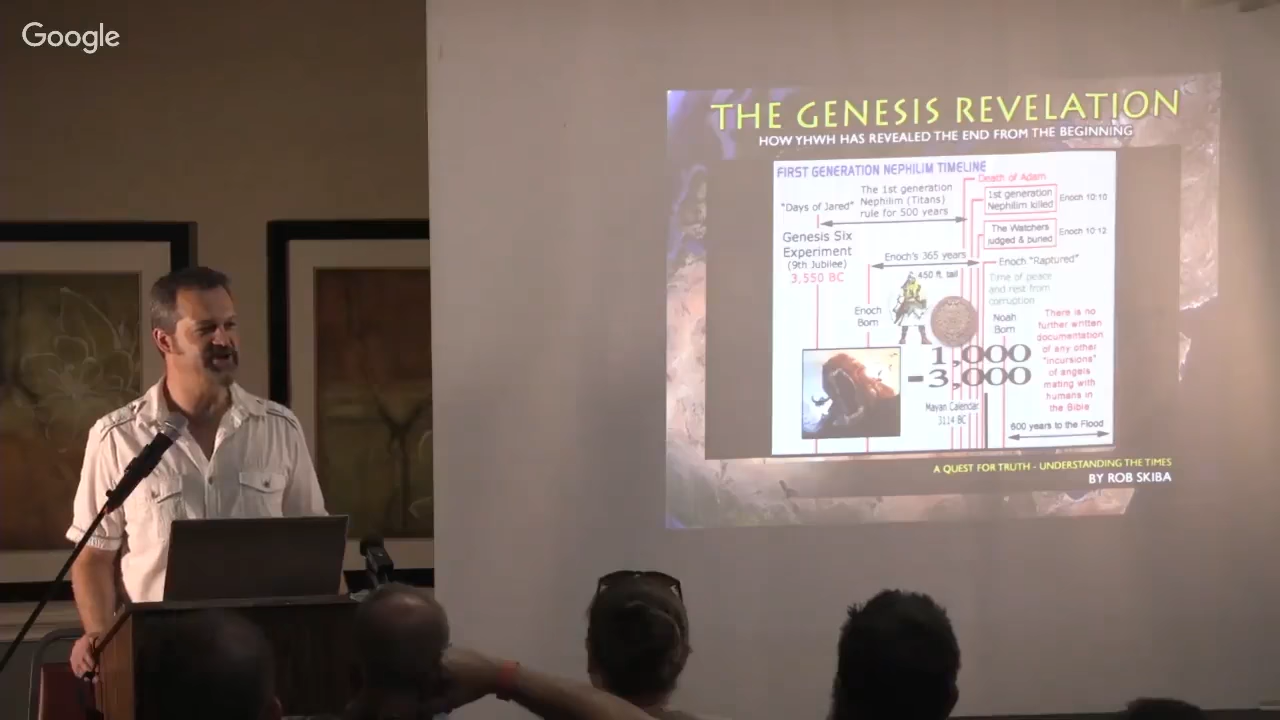 Google
THE GENESIS REVELATION
HOW YHWH HAS REVEALED THE END FROM THE BEGINNING
FIRST GENERATION NEPHILIM TIMELINE
"Days of Jared"
The 1st generation
Nephilim (Titans)
rule for 500 years
Death of Adam
1st generation
Nephilim killed
Enoch 10:10
The Watchers
judged & buried
Enoch 10:12
Genesis Six
Experiment
(9th Jubilee)
3,550 BC
Enoch's 365 years
Enoch "Raptured"
450 ft. tall
Time of peace
and rest from
corruption
Enoch
Born
Noah
Born
There is no
further written
documentation
of any other
"incursions"
of angels
mating with
humans in
the Bible
1,000
-3,000
Mayan Calendar
3114 BC
600 years to the Flood
A QUEST FOR TRUTH - UNDERSTANDING THE TIMES
BY ROB SKIBA